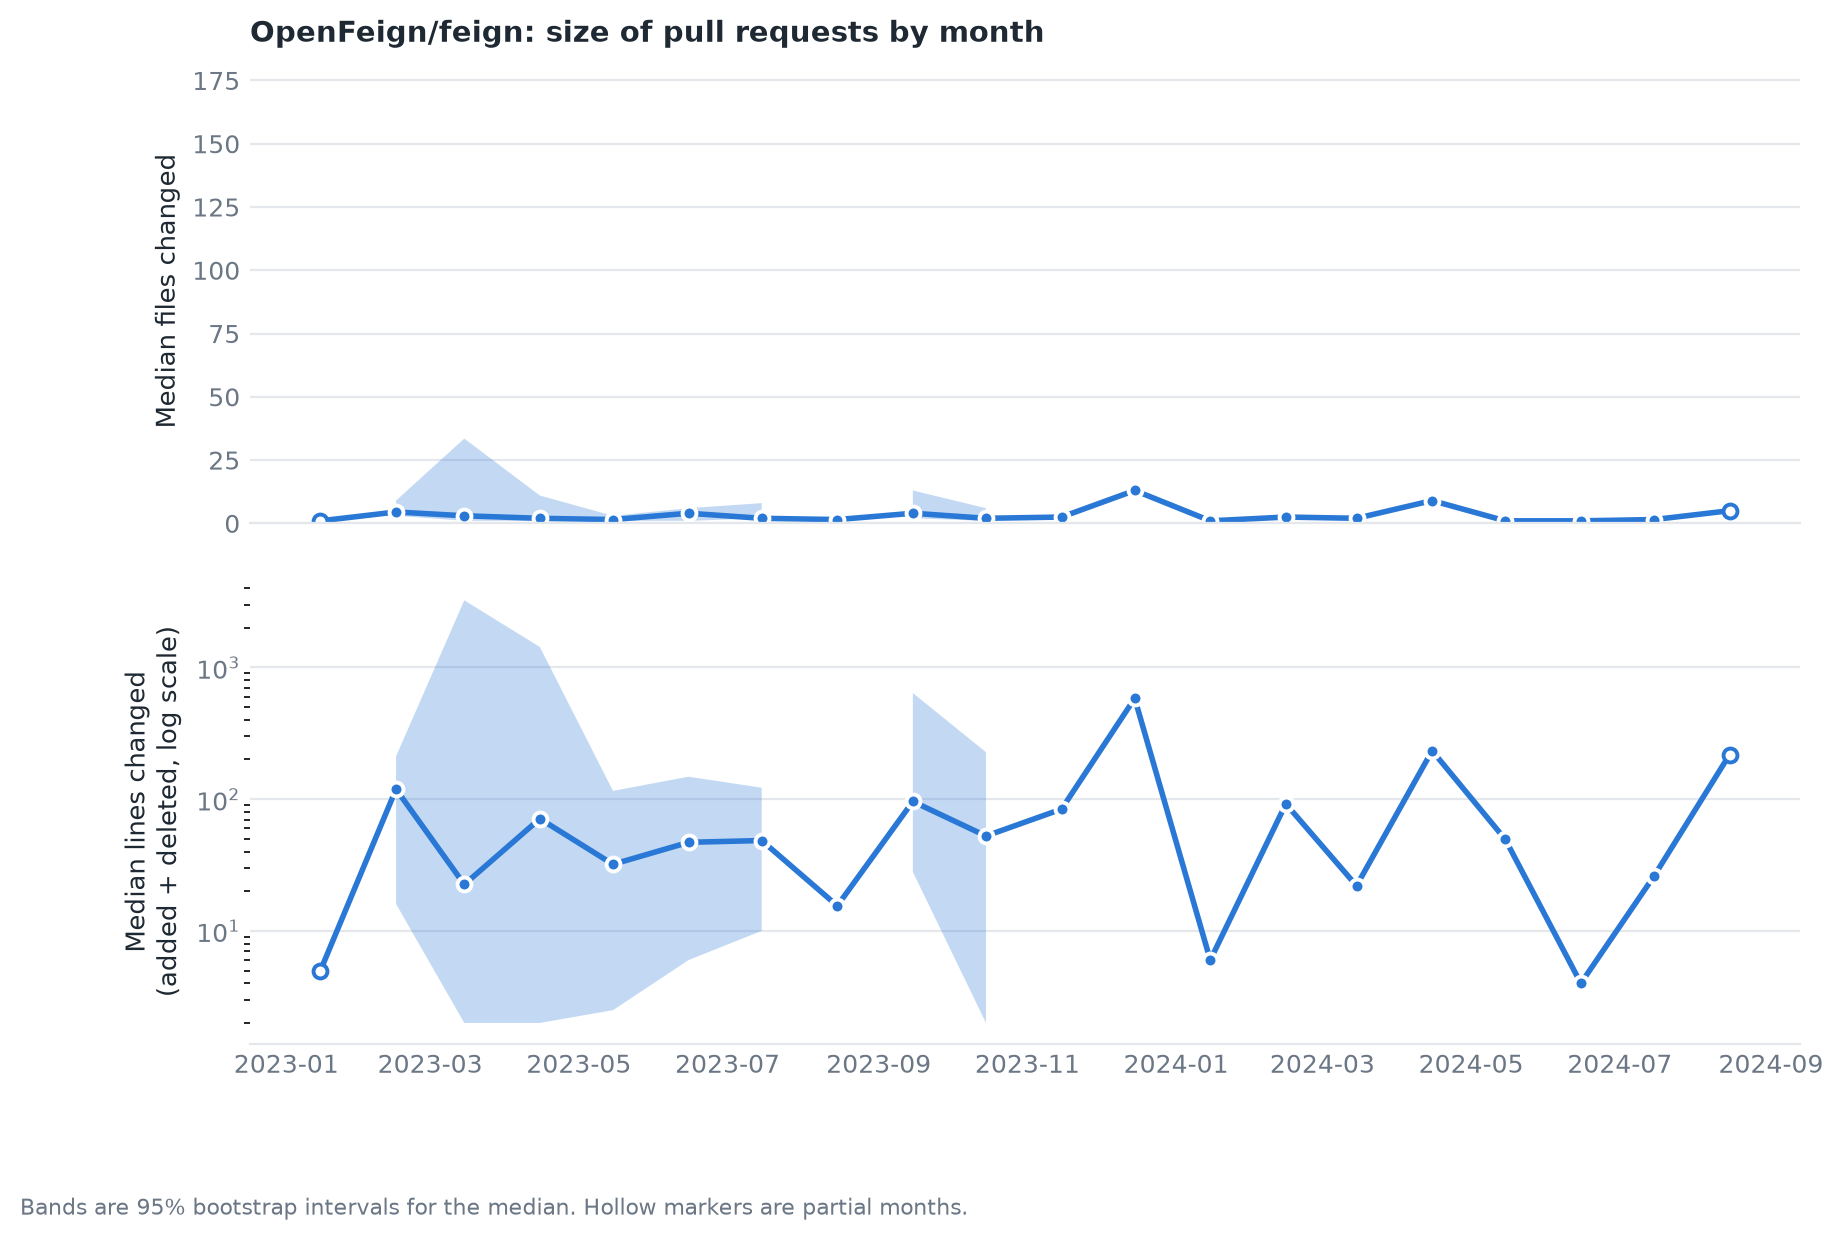 OpenFeign/feign: size of pull requests by month
Median files changed
175
150
125
100
75
50
25
0
Median lines changed
(added + deleted, log scale)
10³
10²
10¹
2023-01 2023-03 2023-05 2023-07 2023-09 2023-11 2024-01 2024-03 2024-05 2024-07 2024-09
Bands are 95% bootstrap intervals for the median. Hollow markers are partial months.